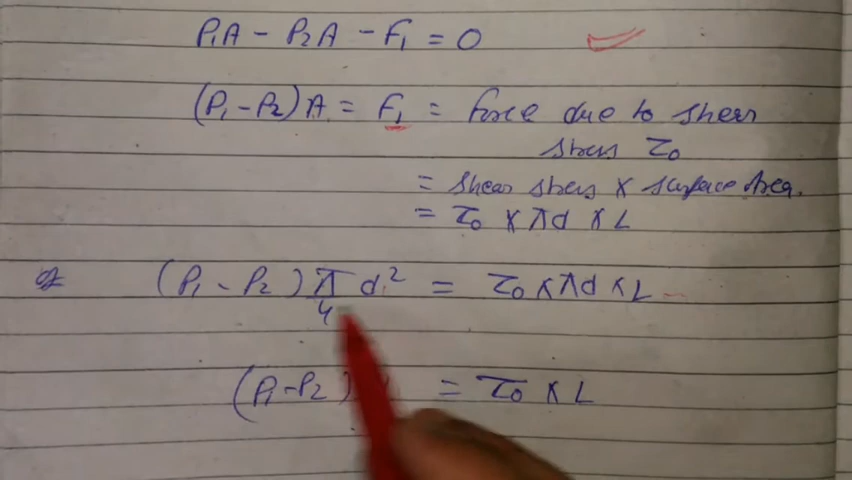 P₁A - P₂A - F₁ = 0
(P₁-P₂)A = F₁ = Force due to shear
stress τ₀
= shear stress × surface Area.
= τ₀ × πd × L
or (P₁ - P₂) π/4 d² = τ₀ × πd × L
(P₁-P₂) = τ₀ × L